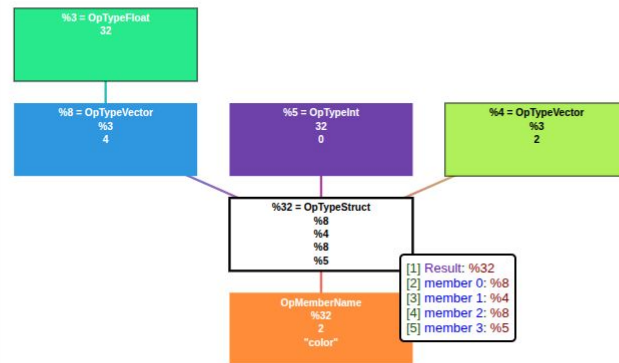 %3 = OpTypeFloat
32
%8 = OpTypeVector
%3
4
%5 = OpTypeInt
32
0
%4 = OpTypeVector
%3
2
%32 = OpTypeStruct
%8
%4
%8
%5
[1] Result: %32
[2] member 0: %8
[3] member 1: %4
[4] member 2: %8
[5] member 3: %5
OpMemberName
%32
2
"color"